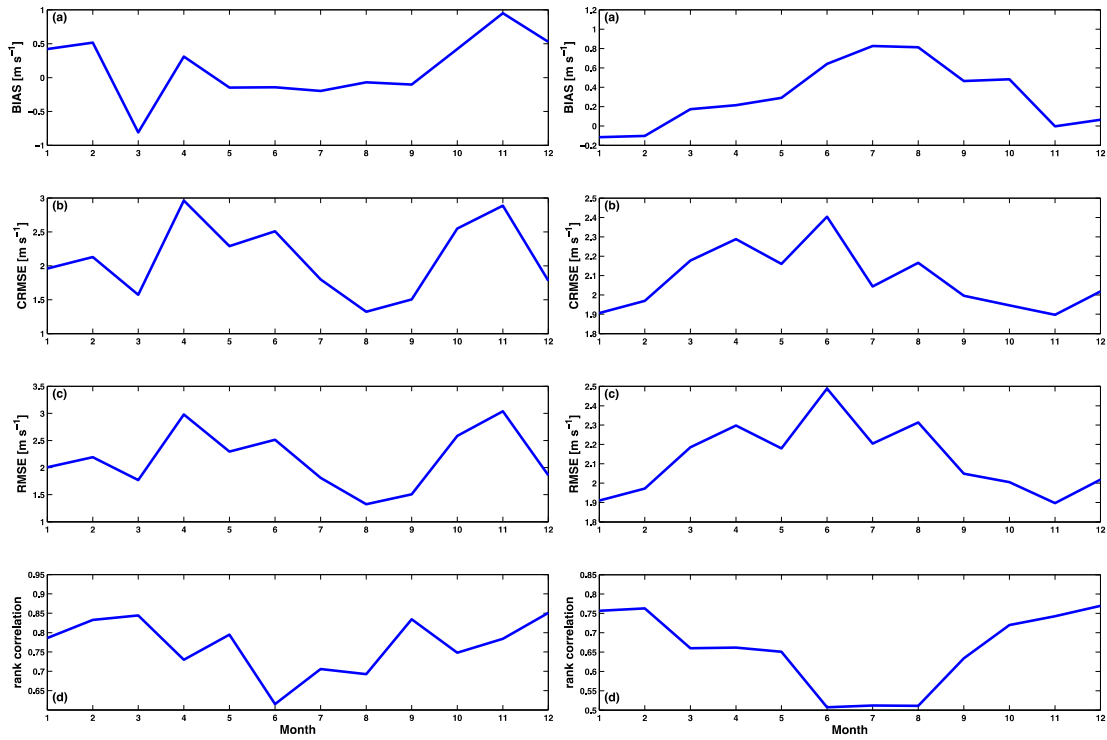 (a)
BIAS [m s⁻¹]
1
0.5
0
−0.5
−1
1 2 3 4 5 6 7 8 9 10 11 12
(b)
CRMSE [m s⁻¹]
3
2.5
2
1.5
1
1 2 3 4 5 6 7 8 9 10 11 12
(c)
RMSE [m s⁻¹]
3.5
3
2.5
2
1.5
1
1 2 3 4 5 6 7 8 9 10 11 12
(d)
rank correlation
0.95
0.9
0.85
0.8
0.75
0.7
0.65
1 2 3 4 5 6 7 8 9 10 11 12
Month
(a)
BIAS [m s⁻¹]
1.2
1
0.8
0.6
0.4
0.2
0
−0.2
1 2 3 4 5 6 7 8 9 10 11 12
(b)
CRMSE [m s⁻¹]
2.5
2.4
2.3
2.2
2.1
2
1.9
1.8
1 2 3 4 5 6 7 8 9 10 11 12
(c)
RMSE [m s⁻¹]
2.5
2.4
2.3
2.2
2.1
2
1.9
1.8
1 2 3 4 5 6 7 8 9 10 11 12
(d)
rank correlation
0.85
0.8
0.75
0.7
0.65
0.6
0.55
0.5
1 2 3 4 5 6 7 8 9 10 11 12
Month